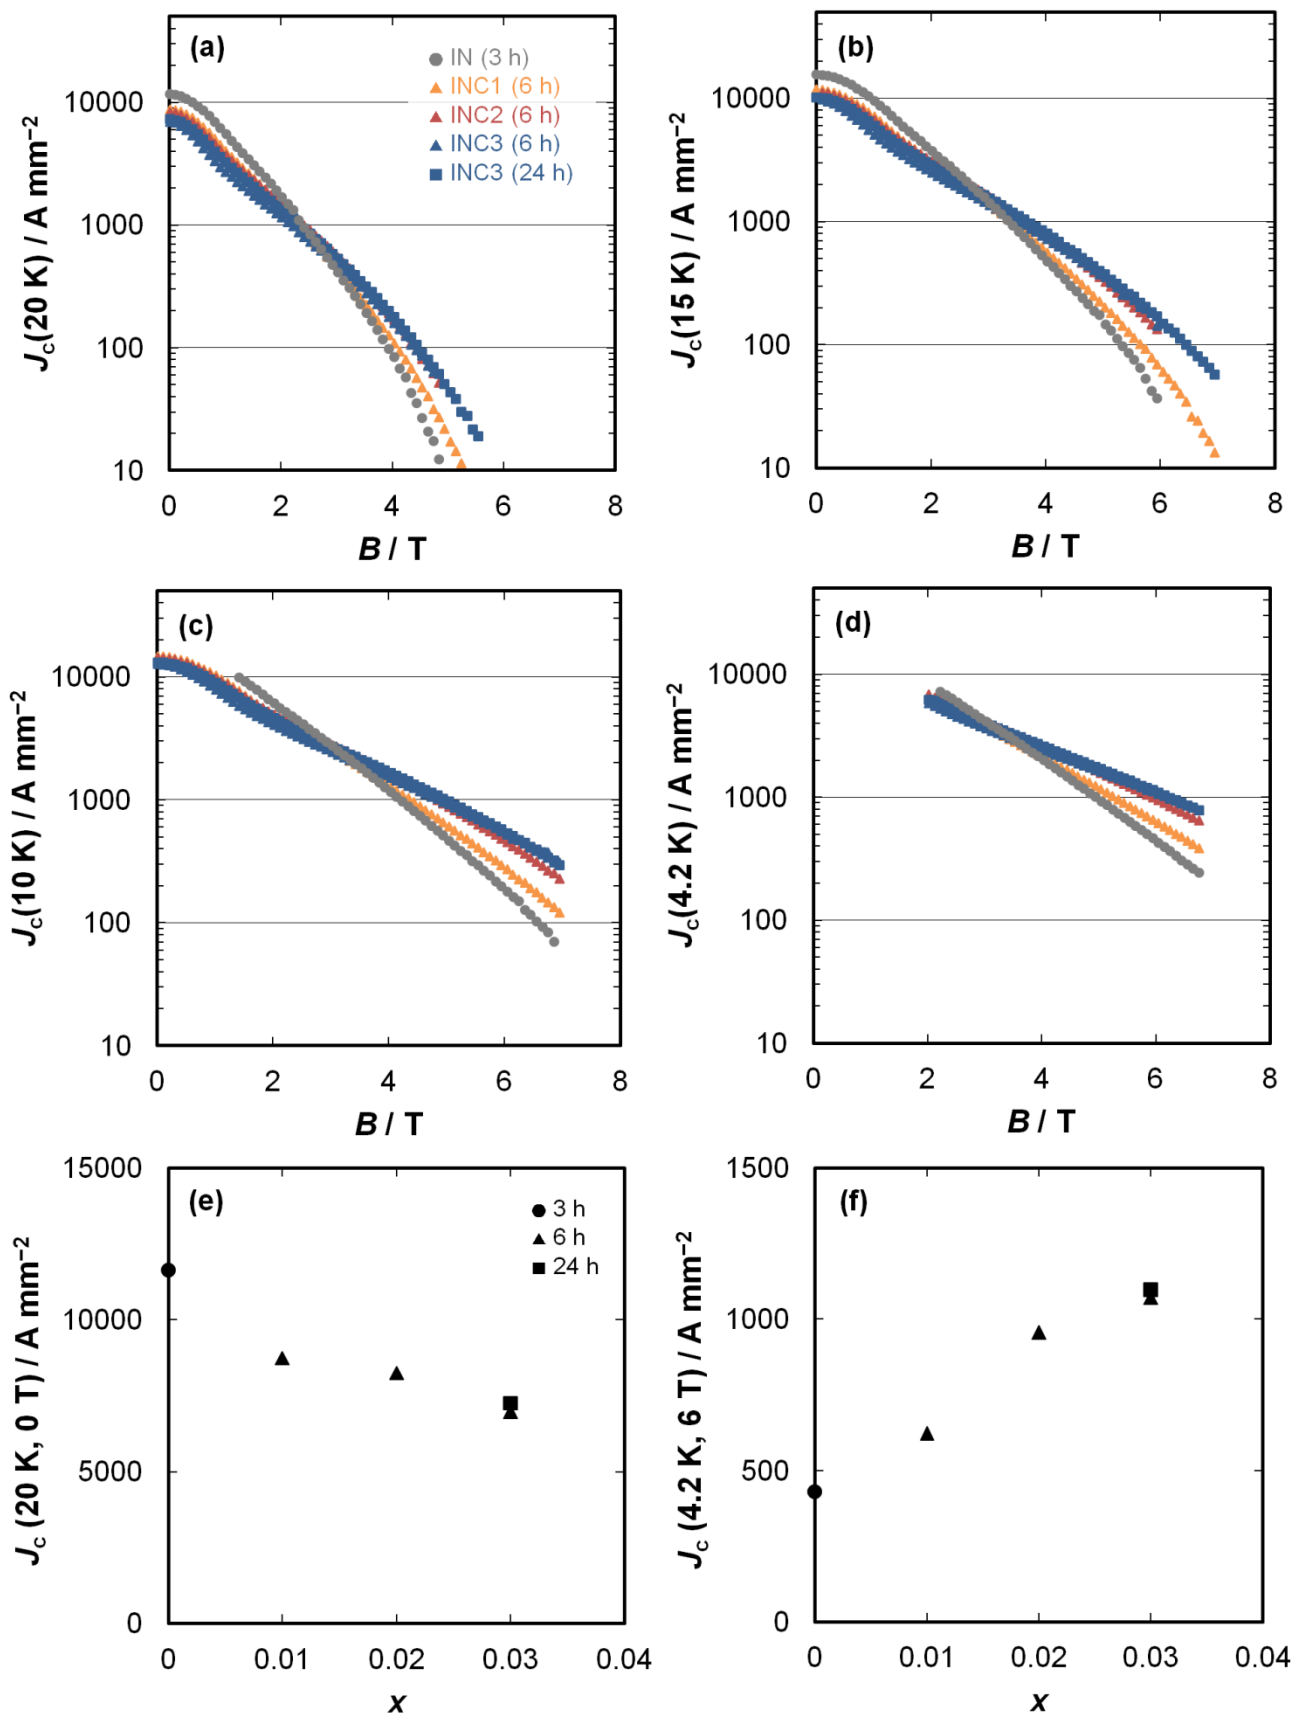 (a)
IN (3 h)
INC1 (6 h)
INC2 (6 h)
INC3 (6 h)
INC3 (24 h)
10000
1000
100
10
Jc(20 K) / A mm⁻²
0 2 4 6 8
B / T
(b)
10000
1000
100
10
Jc(15 K) / A mm⁻²
0 2 4 6 8
B / T
(c)
10000
1000
100
10
Jc(10 K) / A mm⁻²
0 2 4 6 8
B / T
(d)
10000
1000
100
10
Jc(4.2 K) / A mm⁻²
0 2 4 6 8
B / T
(e)
3 h
6 h
24 h
15000
10000
5000
0
Jc (20 K, 0 T) / A mm⁻²
0 0.01 0.02 0.03 0.04
x
(f)
1500
1000
500
0
Jc (4.2 K, 6 T) / A mm⁻²
0 0.01 0.02 0.03 0.04
x